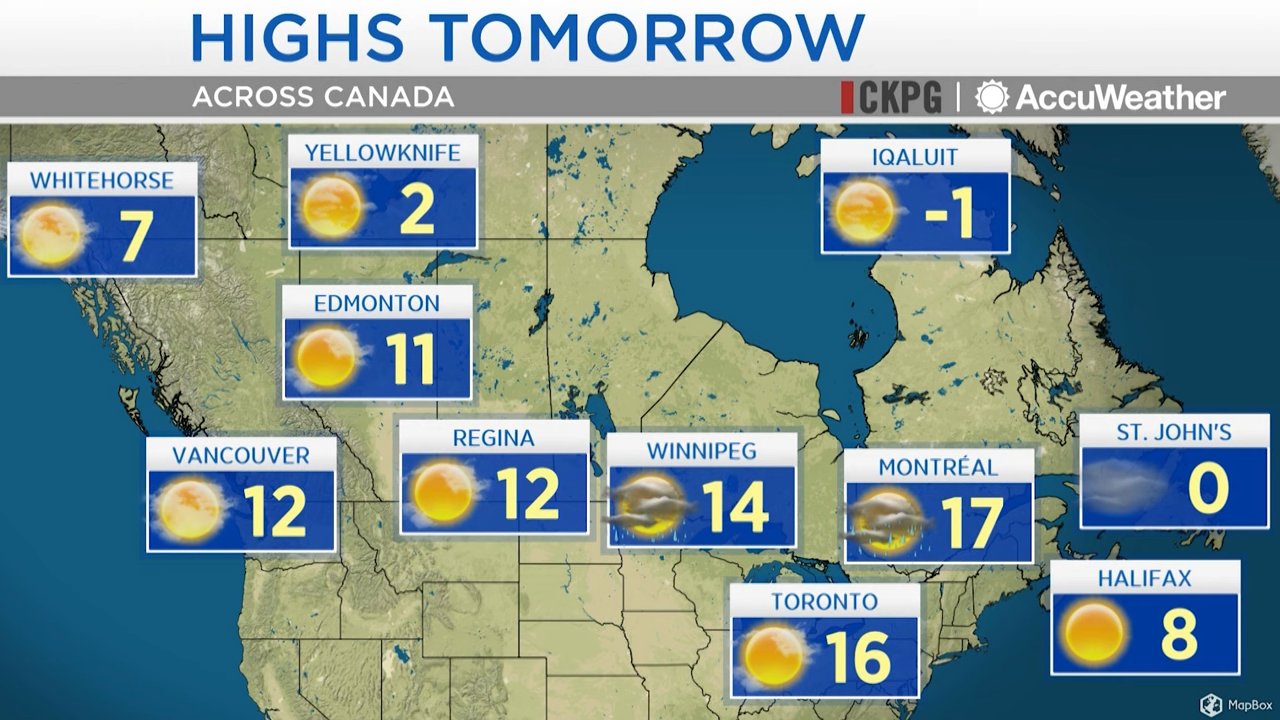 HIGHS TOMORROW
ACROSS CANADA
CKPG | AccuWeather
WHITEHORSE
7
YELLOWKNIFE
2
IQALUIT
-1
EDMONTON
11
VANCOUVER
12
REGINA
12
WINNIPEG
14
MONTRÉAL
17
ST. JOHN'S
0
TORONTO
16
HALIFAX
8
MapBox